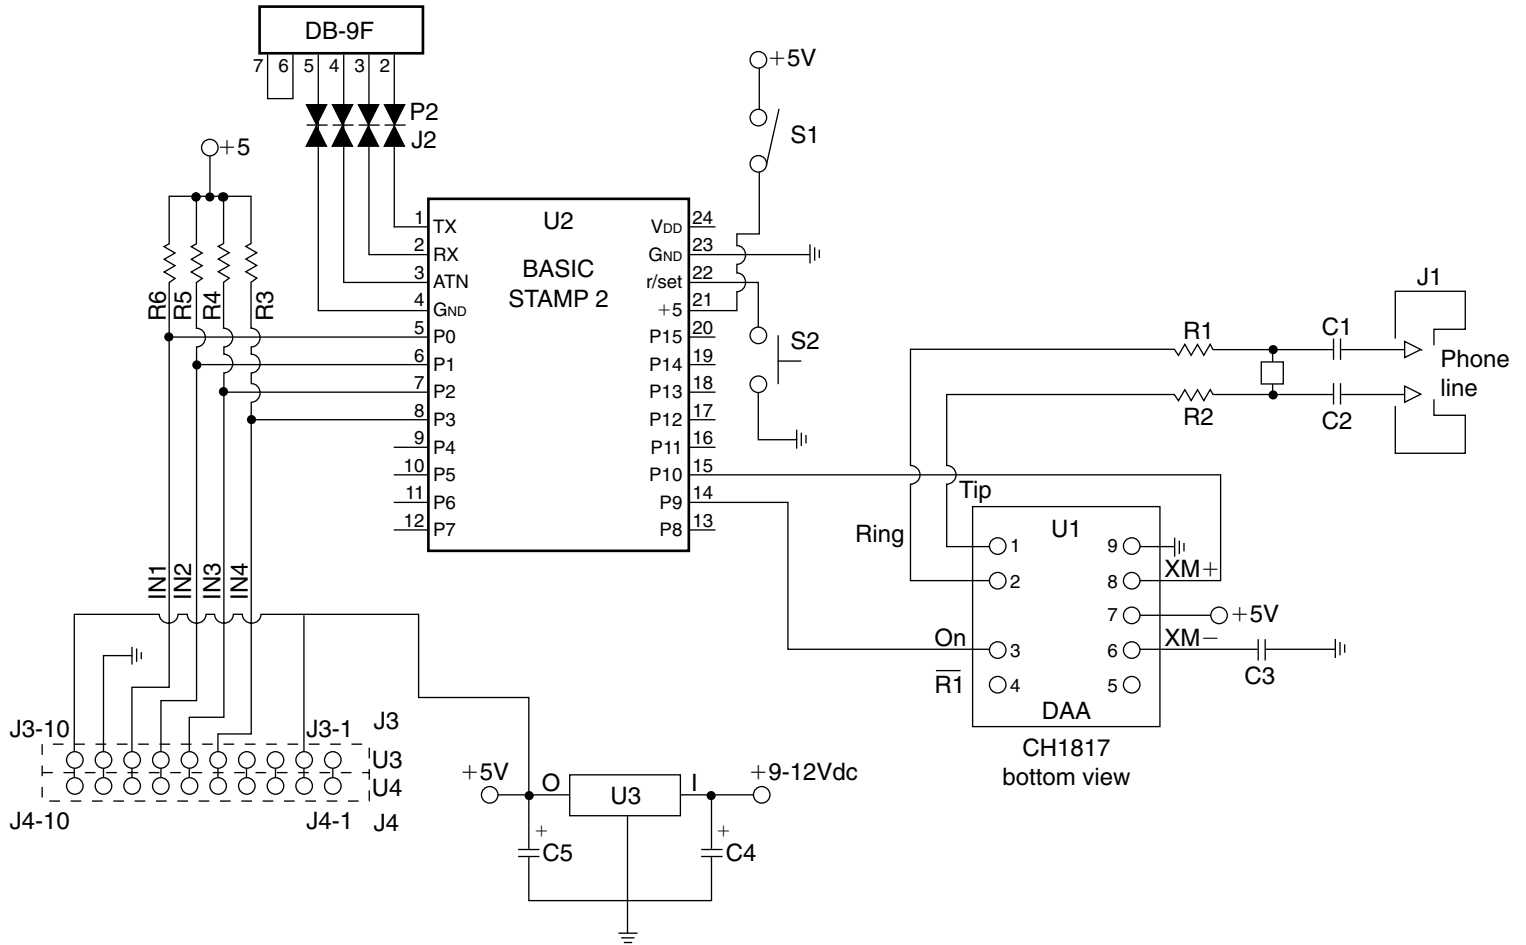 DB-9F
7 6 5 4 3 2
P2
J2
+5
R6 R5 R4 R3
+5V
S1
U2
BASIC
STAMP 2
1 TX
2 RX
3 ATN
4 GND
5 P0
6 P1
7 P2
8 P3
9 P4
10 P5
11 P6
12 P7
VDD 24
GND 23
r/set 22
+5 21
P15 20
P14 19
P13 18
P12 17
P11 16
P10 15
P9 14
P8 13
S2
J1
R1
C1
Phone
line
R2
C2
Tip
Ring
U1
1
2
On
3
R1
4
9
8
XM+
7
+5V
6
XM−
5
C3
DAA
CH1817
bottom view
IN1 IN2 IN3 IN4
J3-10
J3-1
J3
U3
U4
J4-10
J4-1
J4
+5V
O
U3
I
+9-12Vdc
+
C5
+
C4